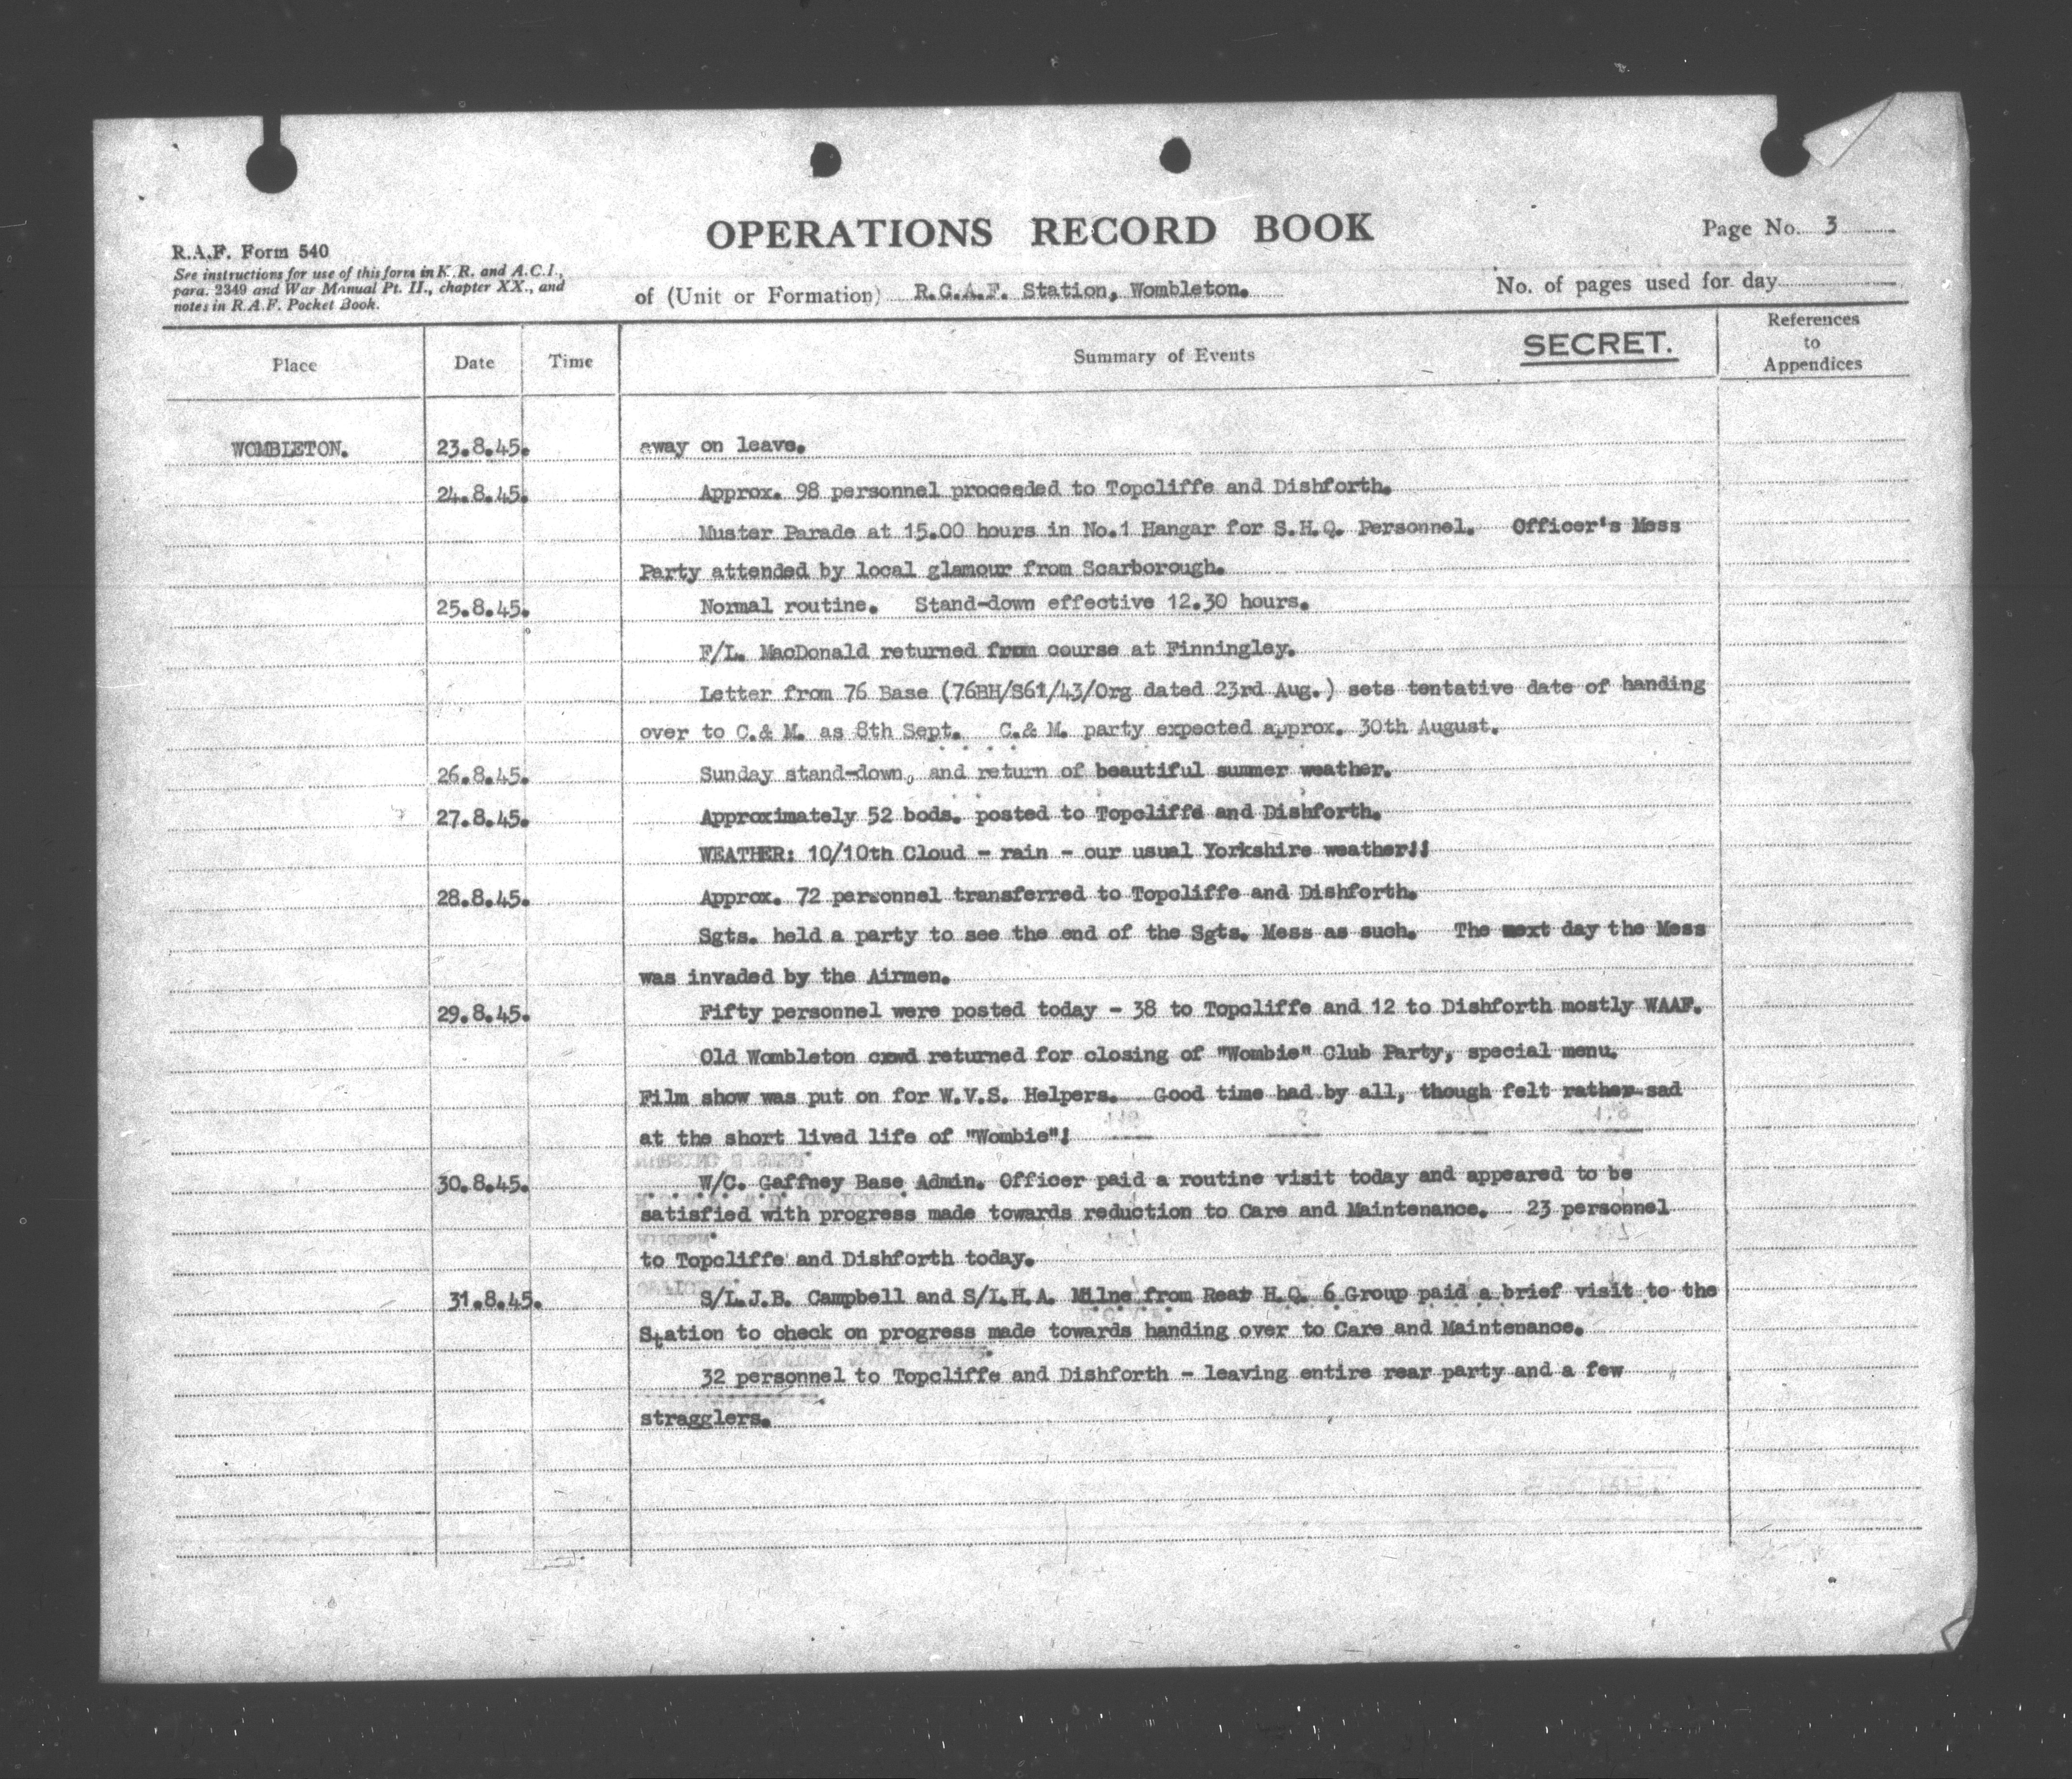 OPERATIONS RECORD BOOK
Page No. 3
R.A.F. Form 540
See instructions for use of this form in K.R. and A.C.I.,
para. 2349 and War Manual Pt. II., chapter XX., and
notes in R.A.F. Pocket Book.
of (Unit or Formation) R.C.A.F. Station, Wombleton.
No. of pages used for day
Place Date Time Summary of Events SECRET. References to Appendices
WOMBLETON. 23.8.45. away on leave.
24.8.45. Approx. 98 personnel proceeded to Topcliffe and Dishforth.
Muster Parade at 15.00 hours in No.1 Hangar for S.H.Q. Personnel. Officer's Mess
Party attended by local glamour from Scarborough.
25.8.45. Normal routine. Stand-down effective 12.30 hours.
F/L. MacDonald returned from course at Finningley.
Letter from 76 Base (76BH/S61/43/Org dated 23rd Aug.) sets tentative date of handing
over to C.& M. as 8th Sept. C.& M. party expected approx. 30th August.
26.8.45. Sunday stand-down, and return of beautiful summer weather.
27.8.45. Approximately 52 bods. posted to Topcliffe and Dishforth.
WEATHER: 10/10th Cloud - rain - our usual Yorkshire weather!!
28.8.45. Approx. 72 personnel transferred to Topcliffe and Dishforth.
Sgts. held a party to see the end of the Sgts. Mess as such. The next day the Mess
was invaded by the Airmen.
29.8.45. Fifty personnel were posted today - 38 to Topcliffe and 12 to Dishforth mostly WAAF.
Old Wombleton crowd returned for closing of "Wombie" Club Party, special menu.
Film show was put on for W.V.S. Helpers. Good time had by all, though felt rather sad
at the short lived life of "Wombie"!
30.8.45. W/C. Gaffney Base Admin. Officer paid a routine visit today and appeared to be
satisfied with progress made towards reduction to Care and Maintenance. 23 personnel
to Topcliffe and Dishforth today.
31.8.45. S/L.J.B. Campbell and S/L.H.A. Milne from Rear H.Q. 6 Group paid a brief visit to the
Station to check on progress made towards handing over to Care and Maintenance.
32 personnel to Topcliffe and Dishforth - leaving entire rear party and a few
stragglers.